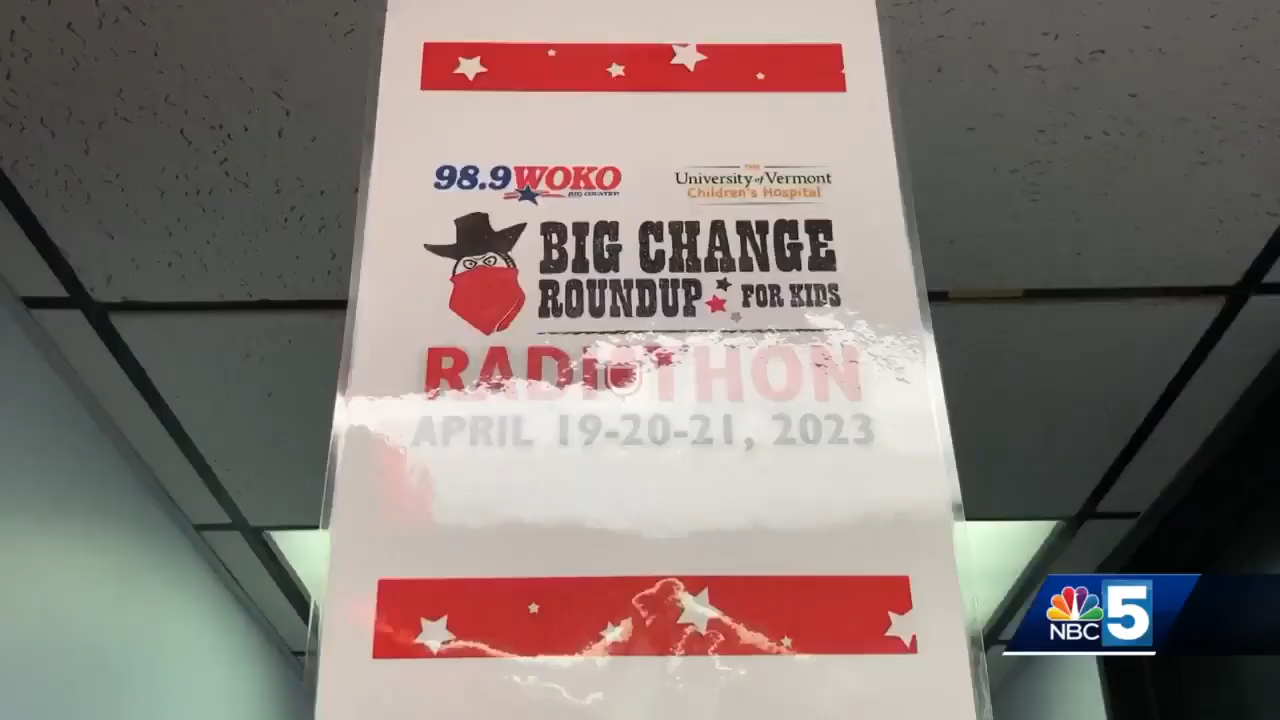 98.9 WOKO
BIG COUNTRY!
THE
University of Vermont
Children's Hospital
BIG CHANGE
ROUNDUP FOR KIDS
RADIOTHON
APRIL 19-20-21, 2023
NBC 5